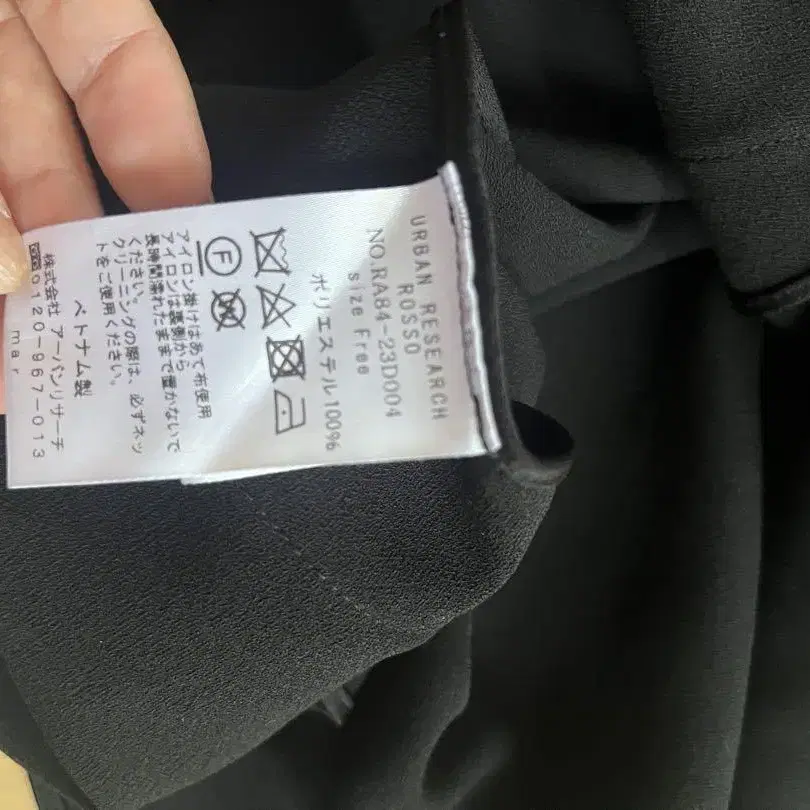 URBAN RESEARCH
ROSSO
NO.RA84-23D004
size Free
ポリエステル100%
F
W
アイロン掛けはあて布使用
アイロンは裏側から
長時間濡れたままで置かないで
ください。
クリーニングの際は、必ずネッ
トをご使用ください。
ベトナム製
株式会社 アーバンリサーチ
0120-967-013
mar